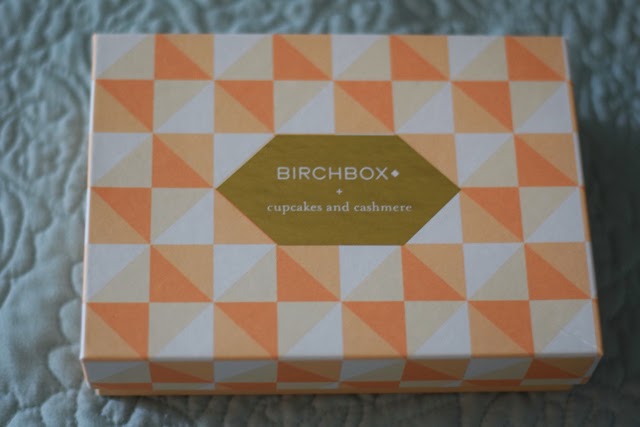 BIRCHBOX
+
cupcakes and cashmere